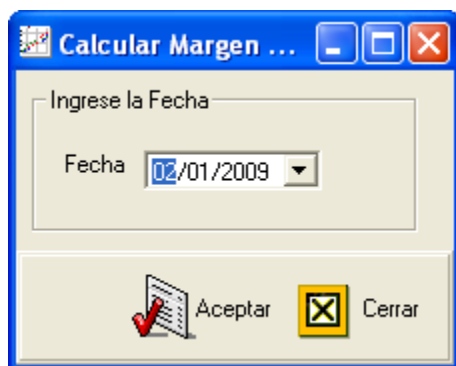 Calcular Margen ...
Ingrese la Fecha
Fecha 02/01/2009
Aceptar Cerrar